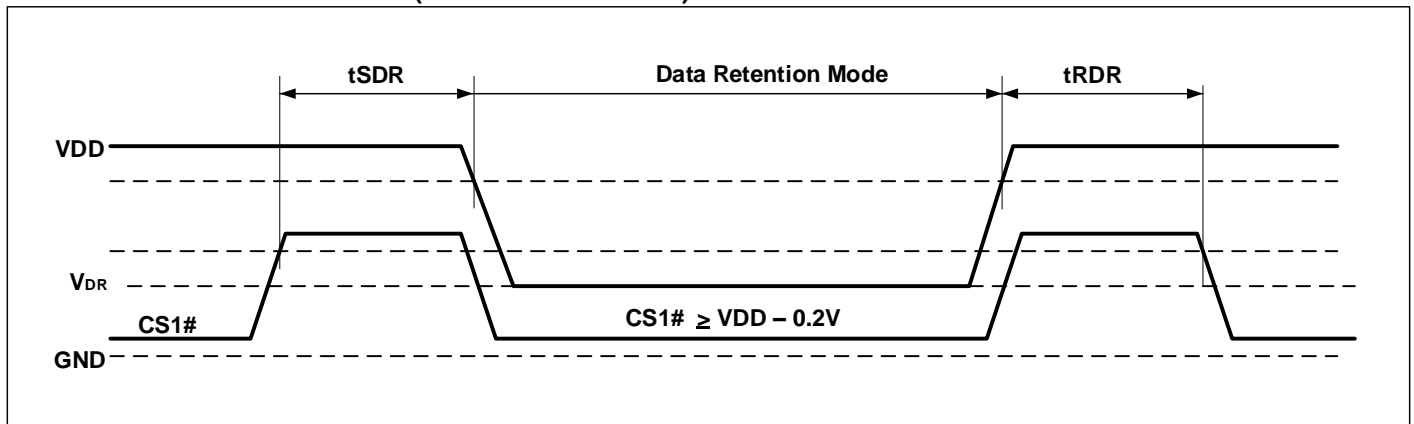 tSDR Data Retention Mode tRDR
VDD
VDR
CS1# ≥ VDD – 0.2V
CS1#
GND